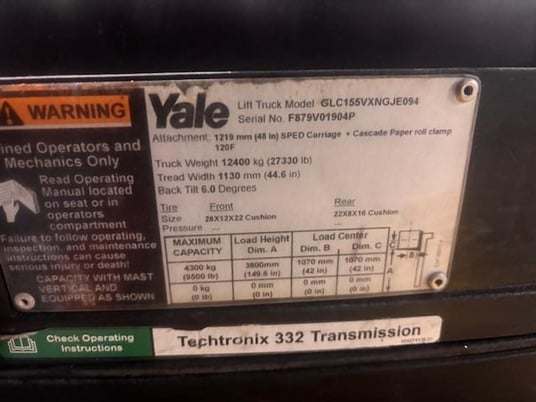 WARNING
ined Operators and
Mechanics Only
Read Operating
Manual located
on seat or in
operators
compartment
Failure to follow operating,
inspection, and maintenance
instructions can cause
serious injury or death!
CAPACITY WITH MAST
VERTICAL AND
EQUIPPED AS SHOWN
Yale
Lift Truck Model GLC155VXNGJE094
Serial No. F879V01904P
Attachment: 1219 mm (48 in) SPED Carriage + Cascade Paper roll clamp
120F
Truck Weight 12400 kg (27330 lb)
Tread Width 1130 mm (44.6 in)
Back Tilt 6.0 Degrees
Tire Front Rear
Size 28X12X22 Cushion 22X8X16 Cushion
Pressure --- ---
MAXIMUM CAPACITY Load Height Dim. A Load Center Dim. B Dim. C
4300 kg (9500 lb) 3800mm (149.6 in) 1070 mm (42 in) 1070 mm (42 in)
0 kg (0 lb) 0 mm (0 in) 0 mm (0 in) 0 mm (0 in)
C
B
A
Check Operating
Instructions
Techtronix 332 Transmission